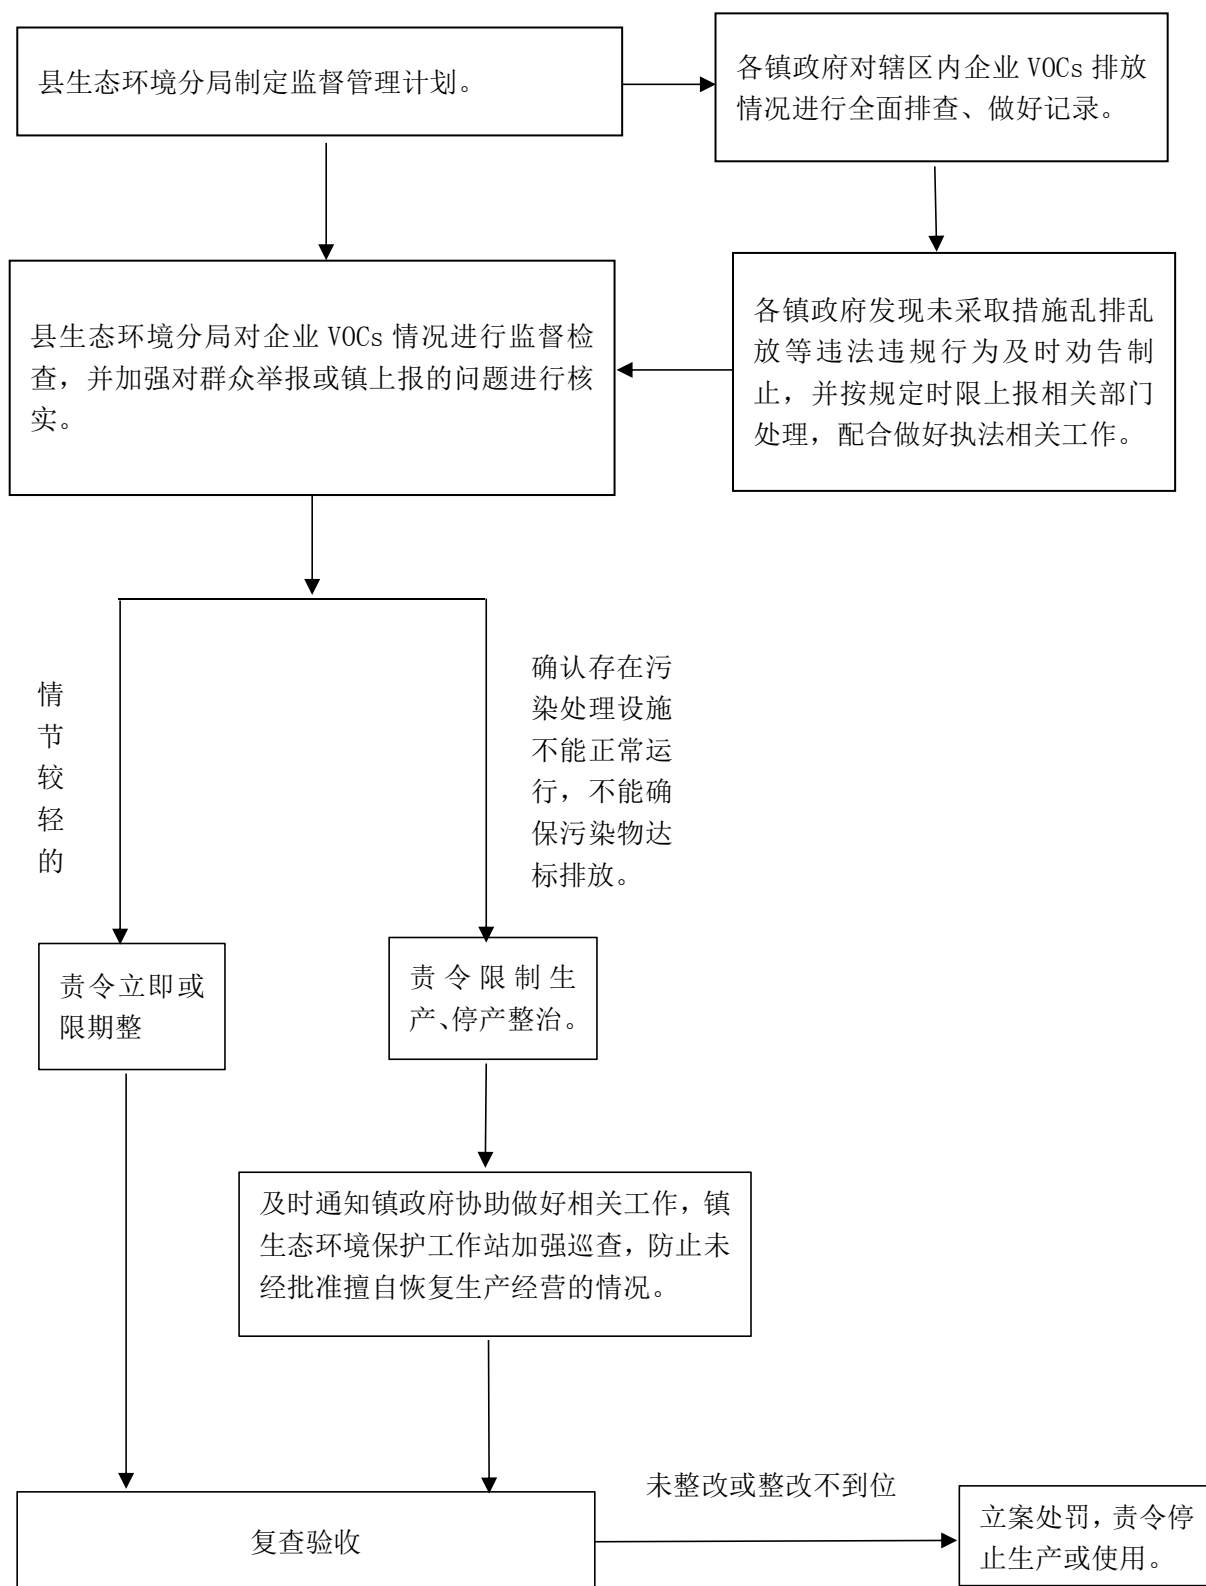 县生态环境分局制定监督管理计划。
各镇政府对辖区内企业 VOCs 排放
情况进行全面排查、做好记录。
县生态环境分局对企业 VOCs 情况进行监督检
查，并加强对群众举报或镇上报的问题进行核
实。
各镇政府发现未采取措施乱排乱
放等违法违规行为及时劝告制
止，并按规定时限上报相关部门
处理，配合做好执法相关工作。
情
节
较
轻
的
确认存在污
染处理设施
不能正常运
行，不能确
保污染物达
标排放。
责令立即或
限期整
责令限制生
产、停产整治。
及时通知镇政府协助做好相关工作，镇
生态环境保护工作站加强巡查，防止未
经批准擅自恢复生产经营的情况。
复查验收
未整改或整改不到位
立案处罚，责令停
止生产或使用。